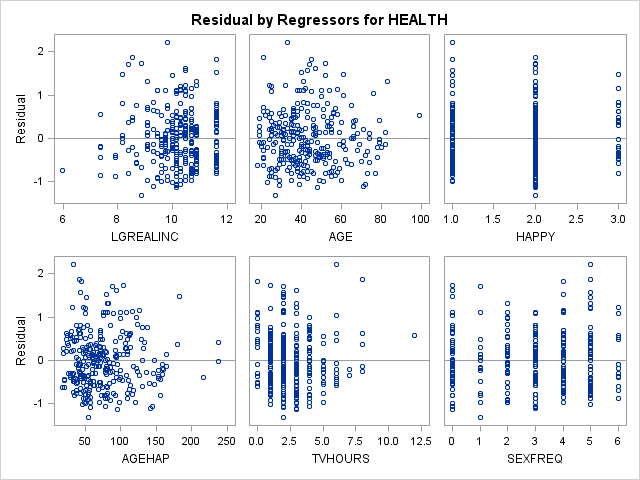 Residual by Regressors for HEALTH
Residual
2
1
0
-1
6 8 10 12
LGREALINC
20 40 60 80 100
AGE
1.0 1.5 2.0 2.5 3.0
HAPPY
Residual
2
1
0
-1
50 100 150 200 250
AGEHAP
0.0 2.5 5.0 7.5 10.0 12.5
TVHOURS
0 1 2 3 4 5 6
SEXFREQ